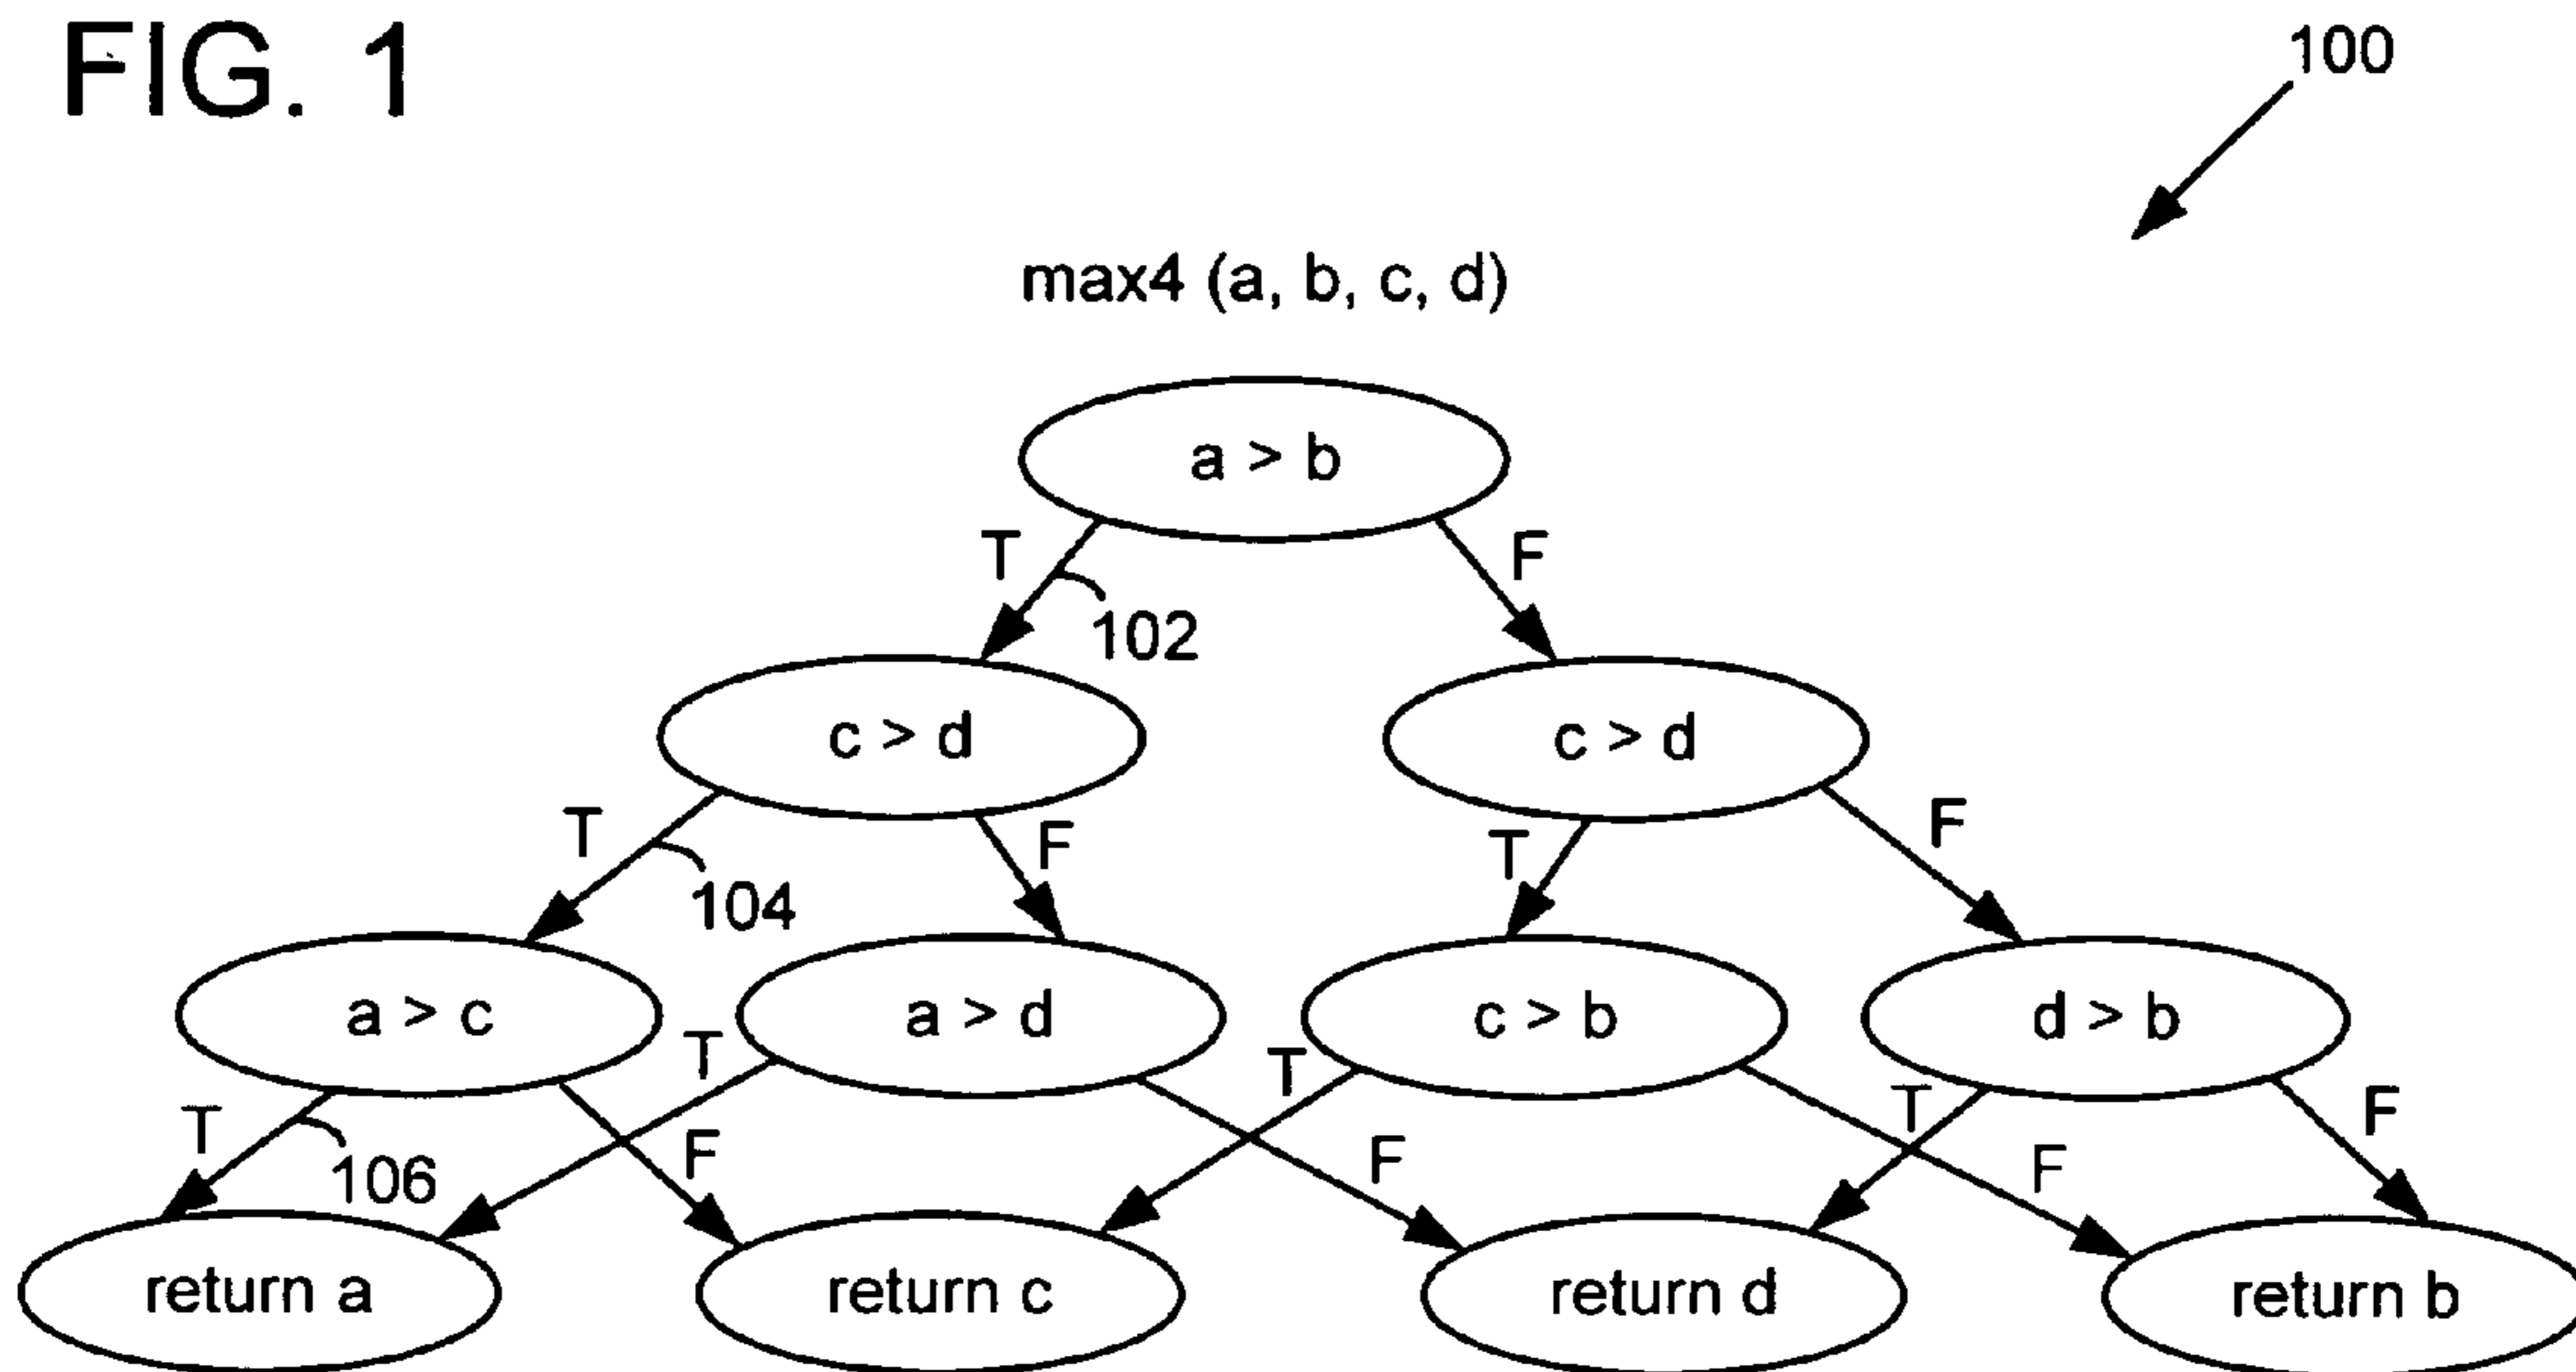 FIG. 1
100
max4 (a, b, c, d)
a > b
T
F
102
c > d
c > d
T
F
T
F
104
a > c
a > d
c > b
d > b
T
F
T
F
T
F
T
F
106
return a
return c
return d
return b